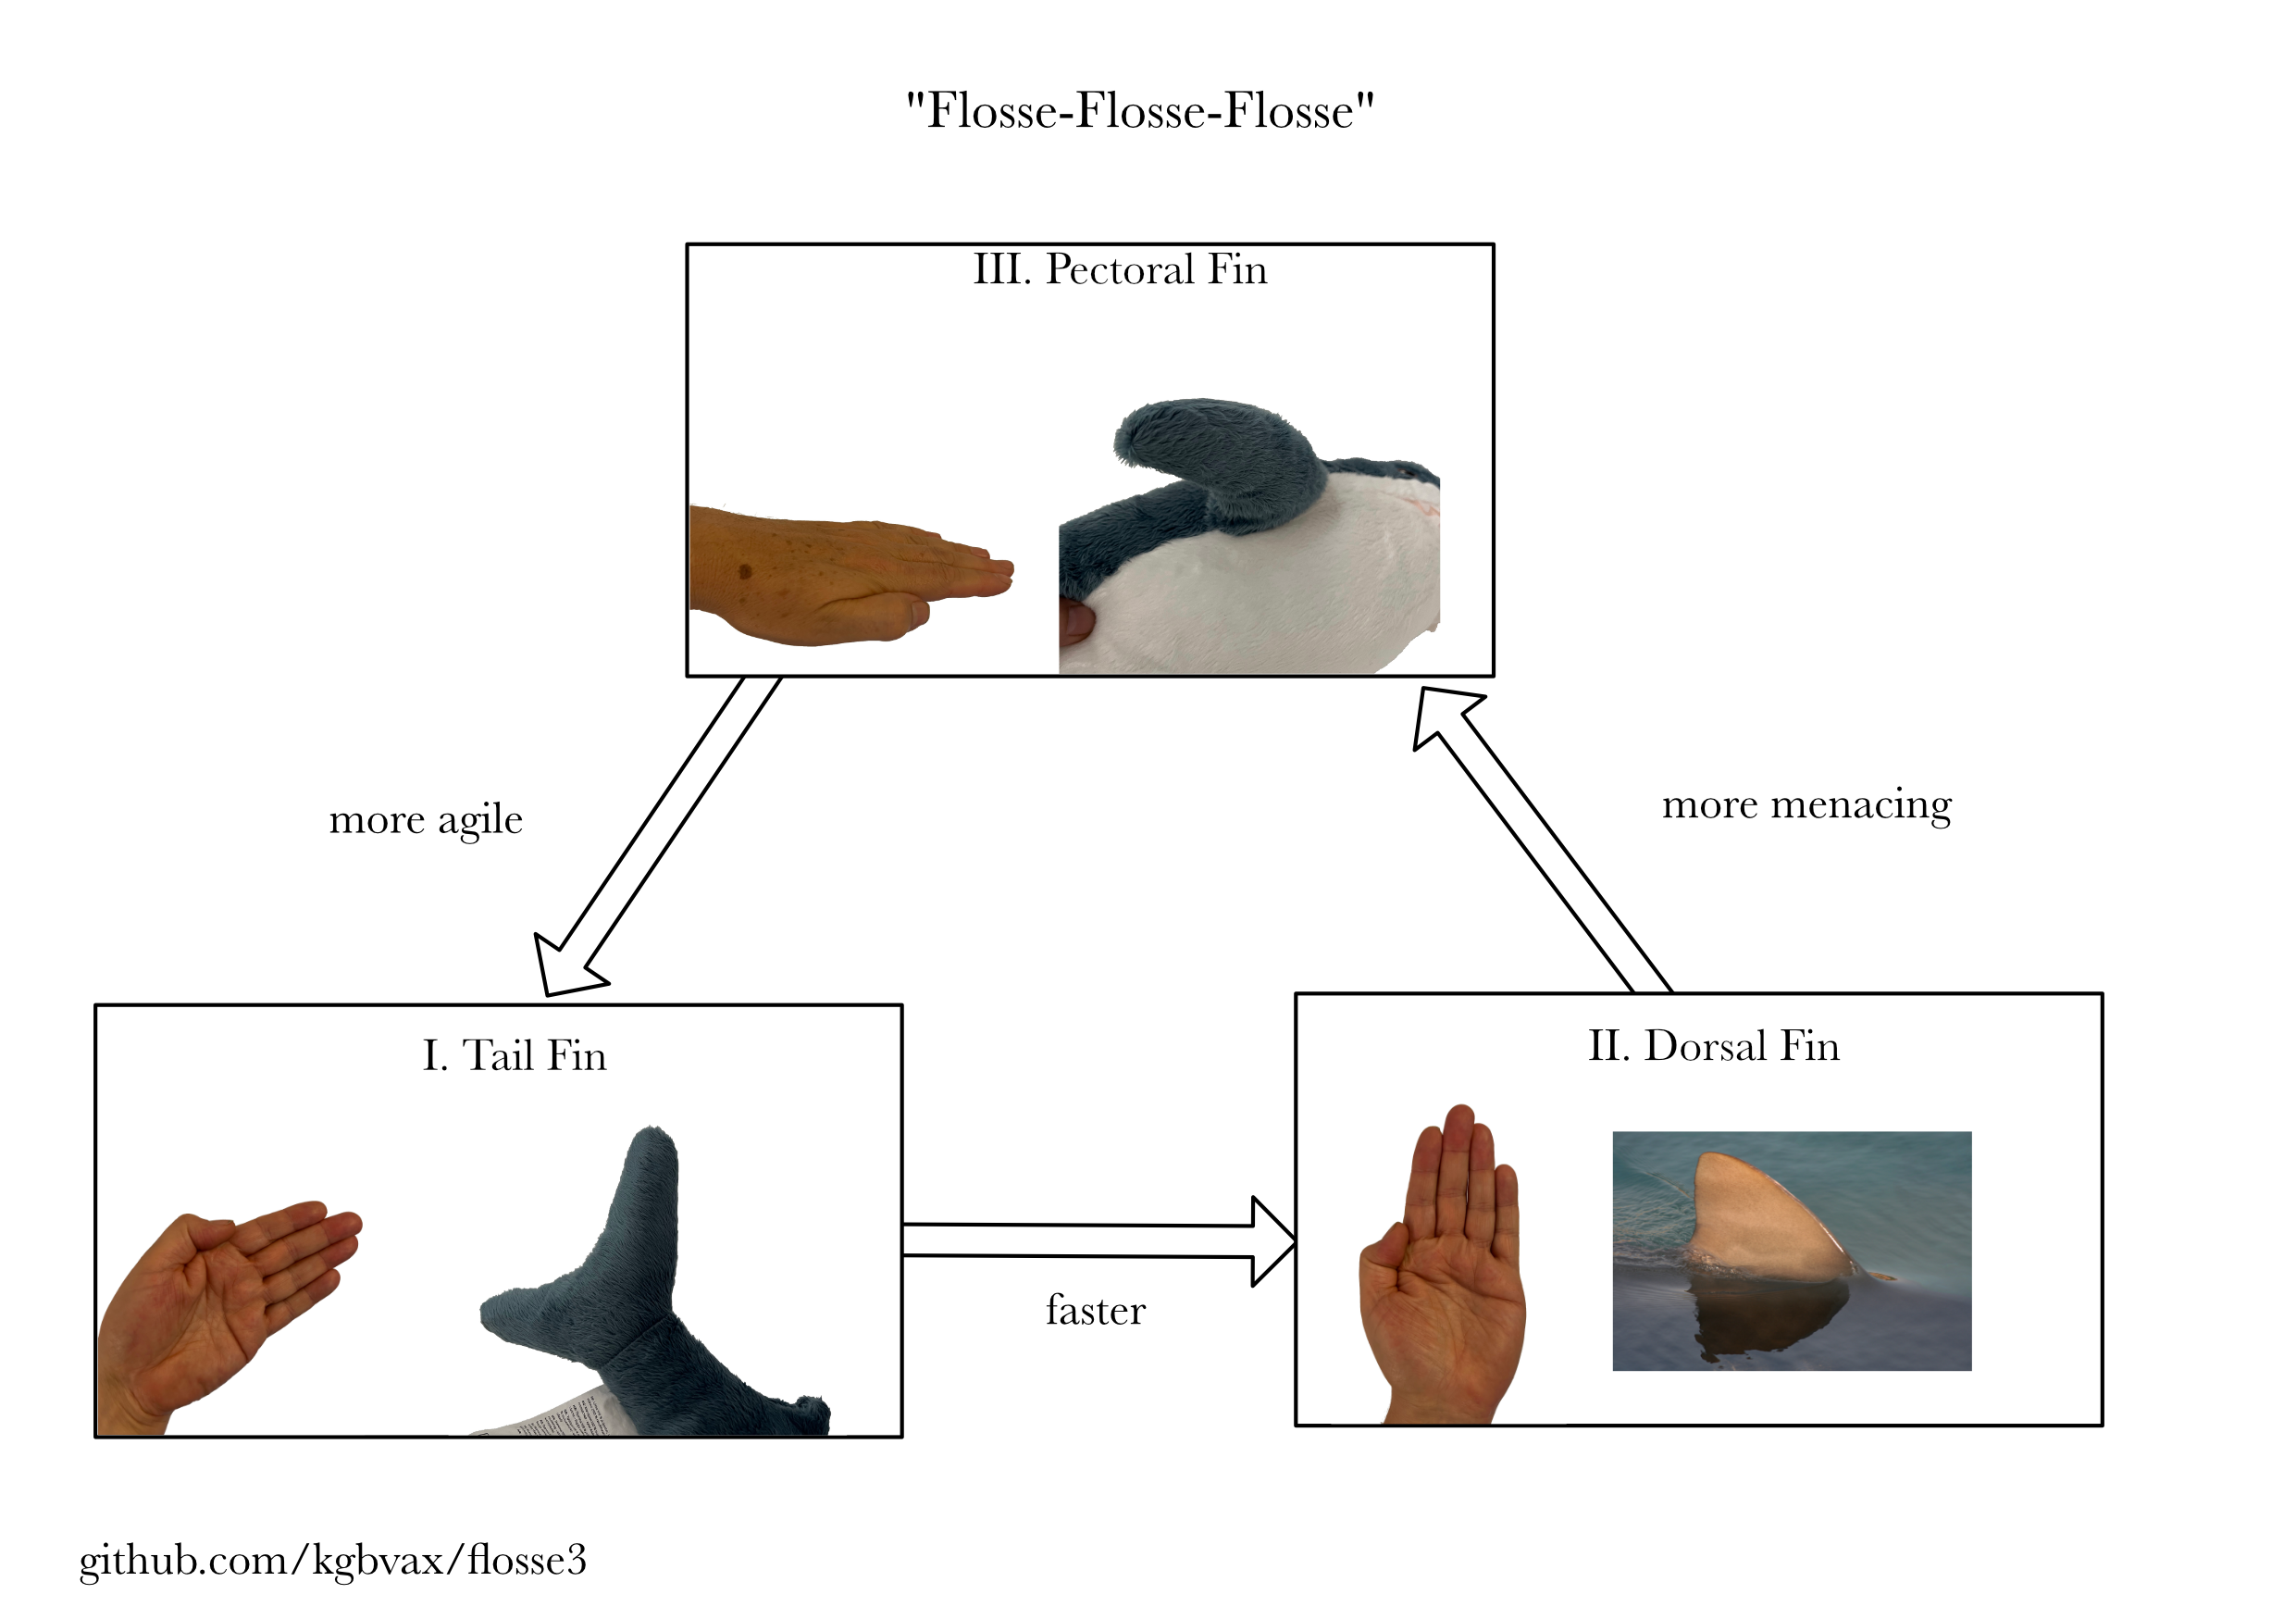 "Flosse-Flosse-Flosse"
III. Pectoral Fin
more agile
more menacing
I. Tail Fin
II. Dorsal Fin
faster
github.com/kgbvax/flosse3